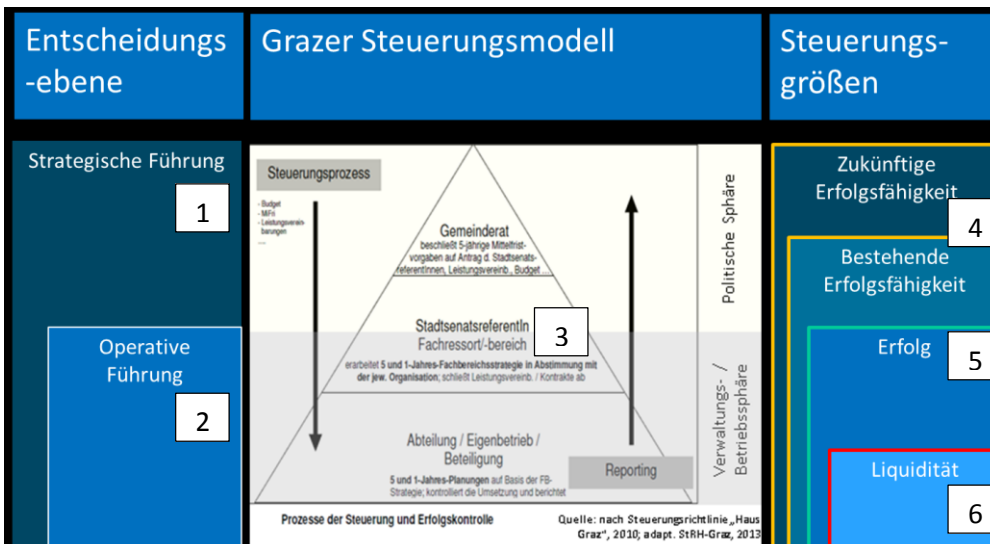 Entscheidungs
-ebene
Grazer Steuerungsmodell
Steuerungs-
größen
Strategische Führung
1
Operative
Führung
2
Steuerungsprozess
- Budget
- MiFri
- Leistungsverein-
barungen
....
Gemeinderat
beschließt 5-jährige Mittelfrist-
vorgaben auf Antrag d. Stadtsenats-
referentInnen, Leistungsvereinb., Budget ....
StadtsenatsreferentIn
Fachressort/-bereich
3
erarbeitet 5 und 1-Jahres-Fachbereichsstrategie in Abstimmung mit
der jew. Organisation; schließt Leistungsvereinb. / Kontrakte ab
Abteilung / Eigenbetrieb /
Beteiligung
5 und 1-Jahres-Planungen auf Basis der FB-
Strategie; kontrolliert die Umsetzung und berichtet
Reporting
Politische Sphäre
Verwaltungs- /
Betriebssphäre
Prozesse der Steuerung und Erfolgskontrolle
Quelle: nach Steuerungsrichtlinie „Haus
Graz“, 2010; adapt. StRH-Graz, 2013
Zukünftige
Erfolgsfähigkeit
4
Bestehende
Erfolgsfähigkeit
Erfolg
5
Liquidität
6